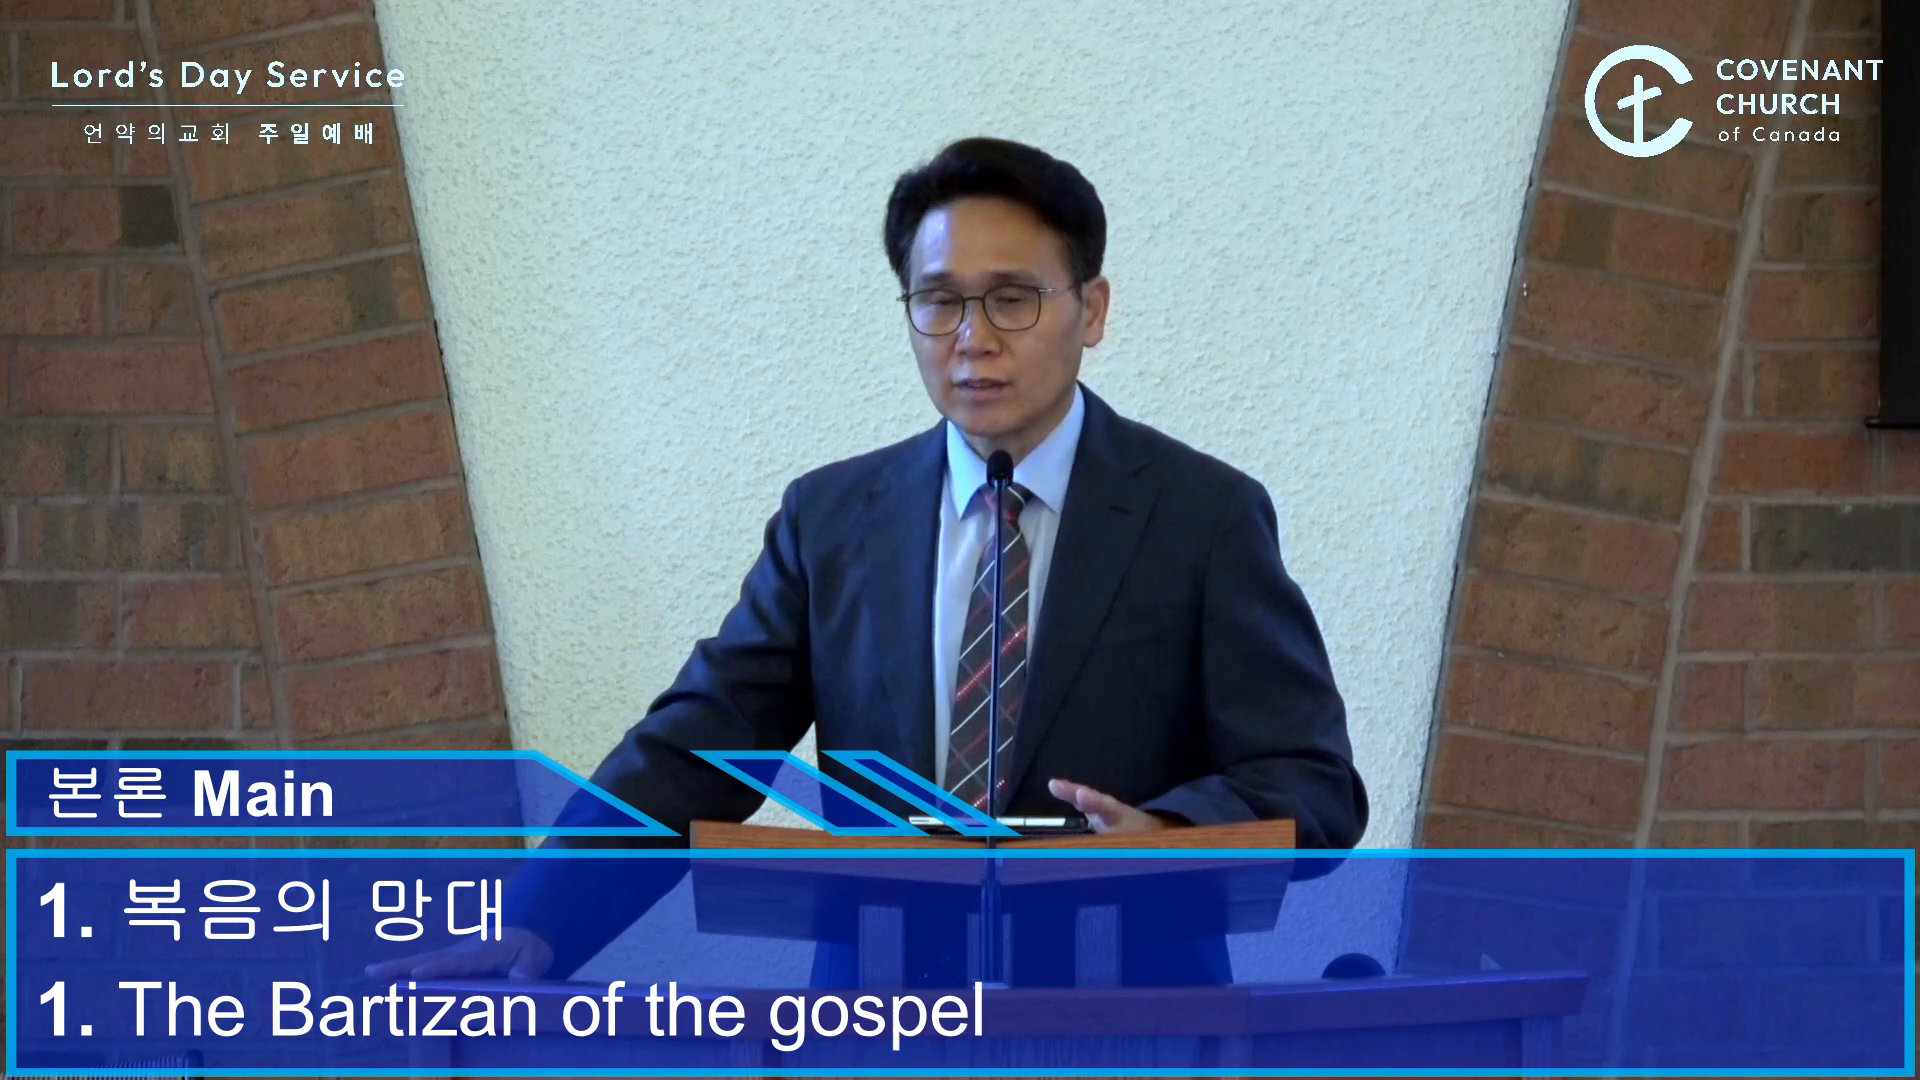 Lord's Day Service
언약의교회 주일예배
COVENANT
CHURCH
of Canada
본론 Main
1. 복음의 망대
1. The Bartizan of the gospel